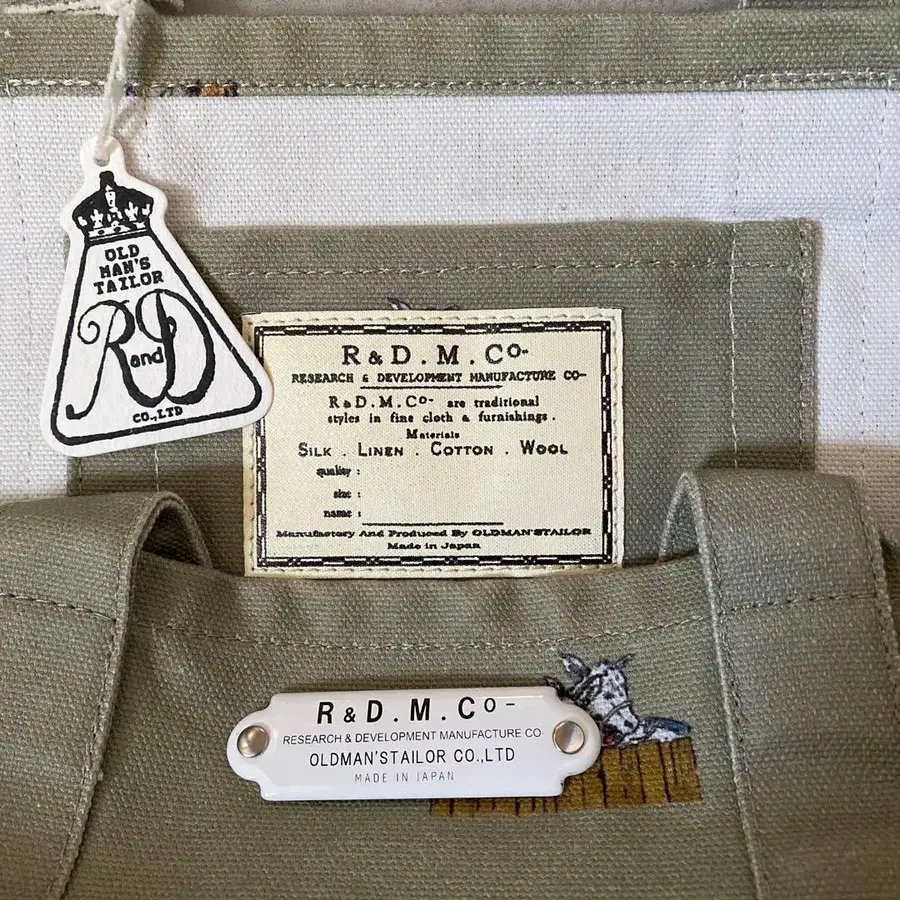 OLD
MAN'S
TAILOR
R and D
CO.,LTD
R & D . M . Co-
RESEARCH & DEVELOPMENT MANUFACTURE CO-
R & D . M . Co- are traditional
styles in fine cloth & furnishings .
Materials
SILK . LINEN . COTTON . WOOL
quality :
size :
name :
Manufactory And Produced By OLDMAN'STAILOR
Made in Japan
R & D . M . Co-
RESEARCH & DEVELOPMENT MANUFACTURE CO-
OLDMAN'STAILOR CO.,LTD
MADE IN JAPAN